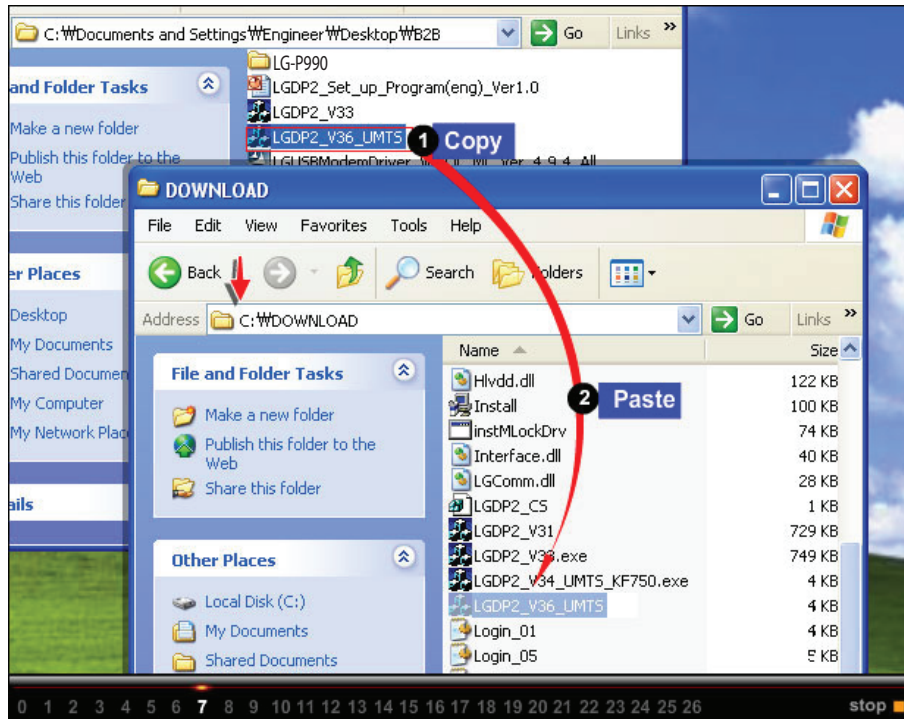 C:₩Documents and Settings₩Engineer₩Desktop₩B2B
Go
Links »
LG-P990
and Folder Tasks
LGDP2_Set_up_Program(eng)_Ver1.0
LGDP2_V33
Make a new folder
LGDP2_V36_UMTS
1 Copy
Publish this folder to the
Web
Share this folder
DOWNLOAD
File Edit View Favorites Tools Help
Back
Search
Folders
er Places
Address
C:₩DOWNLOAD
Go
Links »
Desktop
My Documents
Shared Documen
My Computer
My Network Plac
ails
File and Folder Tasks
Make a new folder
Publish this folder to the
Web
Share this folder
Other Places
Local Disk (C:)
My Documents
Shared Documents
Name Size
Hlvdd.dll 122 KB
Install 100 KB
2 Paste
instMLockDrv 74 KB
Interface.dll 40 KB
LGComm.dll 28 KB
LGDP2_CS 1 KB
LGDP2_V31 729 KB
LGDP2_V33.exe 749 KB
LGDP2_V34_UMTS_KF750.exe 4 KB
LGDP2_V36_UMTS 4 KB
Login_01 4 KB
Login_05 5 KB
0 1 2 3 4 5 6 7 8 9 10 11 12 13 14 15 16 17 18 19 20 21 22 23 24 25 26 stop